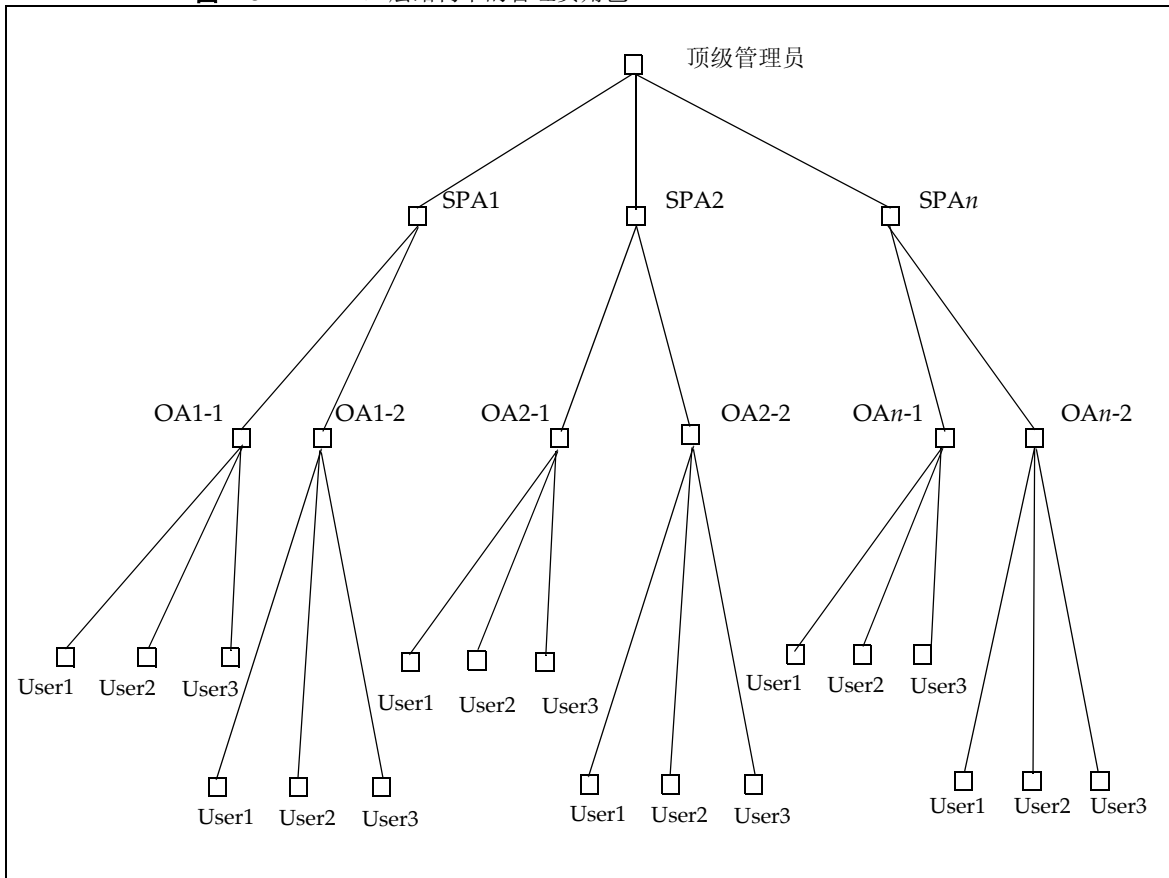 顶级管理员
SPA1 SPA2 SPAn
OA1-1 OA1-2 OA2-1 OA2-2 OAn-1 OAn-2
User1 User2 User3 User1 User2 User3 User1 User2 User3
User1 User2 User3 User1 User2 User3 User1 User2 User3